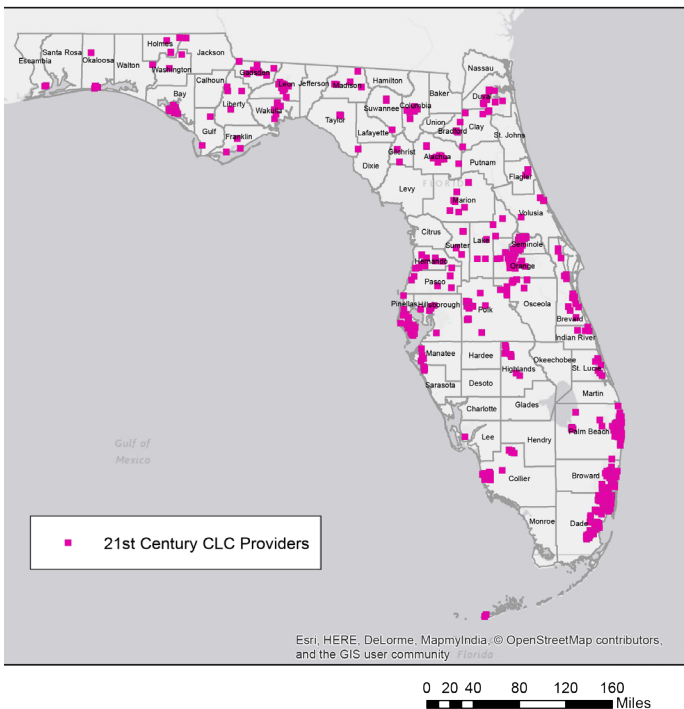 Nassau
Holmes
Jackson
Santa Rosa
Escambia
Okaloosa
Walton
Washington
Gadsden
Leon
Jefferson
Madison
Hamilton
Baker
Duval
Calhoun
Bay
Liberty
Wakulla
Taylor
Suwannee
Columbia
Union
Bradford
Clay
St. Johns
Gulf
Franklin
Lafayette
Gilchrist
Alachua
Putnam
Dixie
Flagler
Levy
FLORIDA
Marion
Volusia
Citrus
Lake
Sumter
Seminole
Hernando
Orange
Pasco
Osceola
Pinellas
Hillsborough
Polk
Brevard
Indian River
Manatee
Hardee
Okeechobee
Highlands
St. Lucie
Sarasota
Desoto
Martin
Charlotte
Glades
Lee
Hendry
Palm Beach
Gulf of
Mexico
Collier
Broward
Monroe
Dade
21st Century CLC Providers
Esri, HERE, DeLorme, MapmyIndia, © OpenStreetMap contributors,
and the GIS user community
Florida
0 20 40 80 120 160
Miles